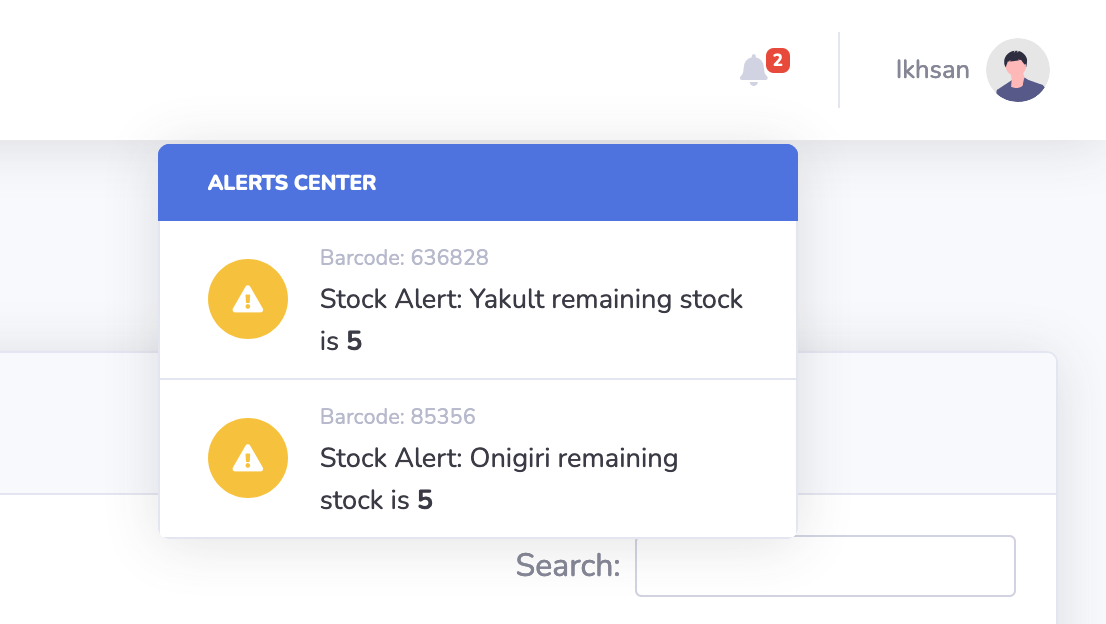 2
Ikhsan
ALERTS CENTER
Barcode: 636828
Stock Alert: Yakult remaining stock
is 5
Barcode: 85356
Stock Alert: Onigiri remaining
stock is 5
Search: